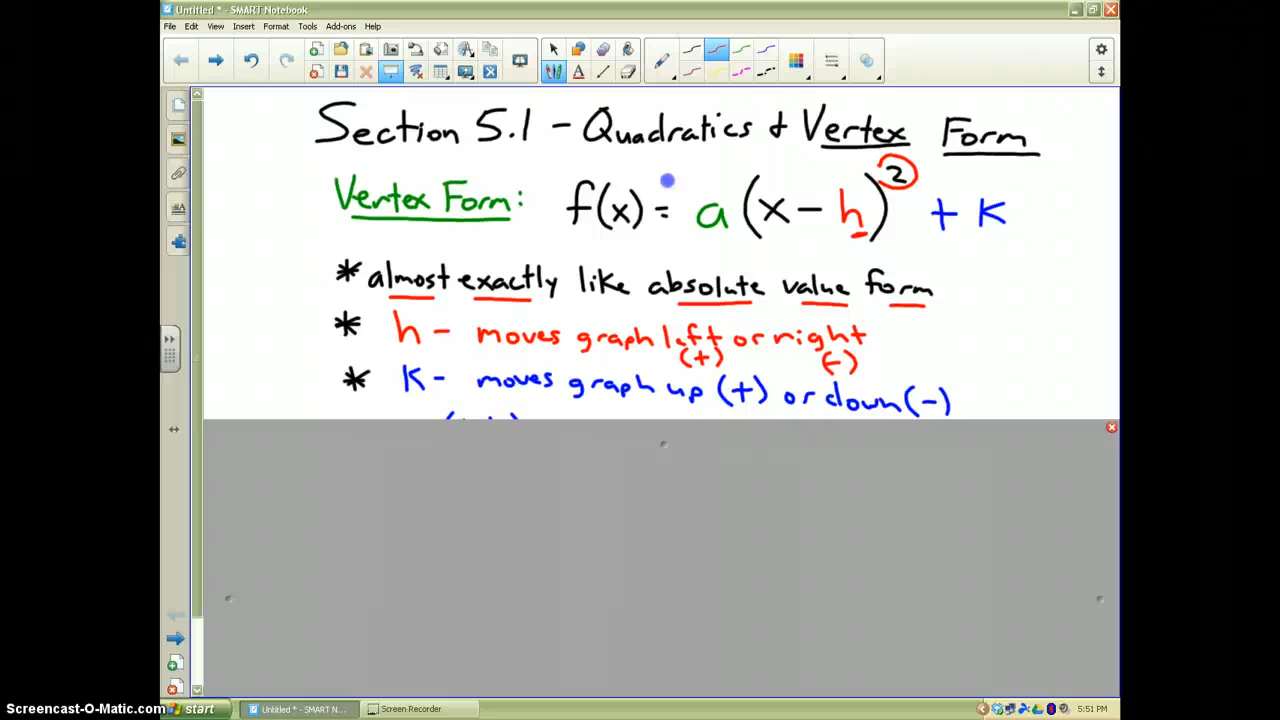 Untitled * - SMART Notebook
File Edit View Insert Format Tools Add-ons Help
Section 5.1 - Quadratics & Vertex Form
Vertex Form: f(x) = a(x - h)² + K
* almost exactly like absolute value form
* h - moves graph left or right
(+) (-)
* K - moves graph up (+) or down (-)
Screencast-O-Matic.com
start Untitled * - SMART N... Screen Recorder 5:51 PM